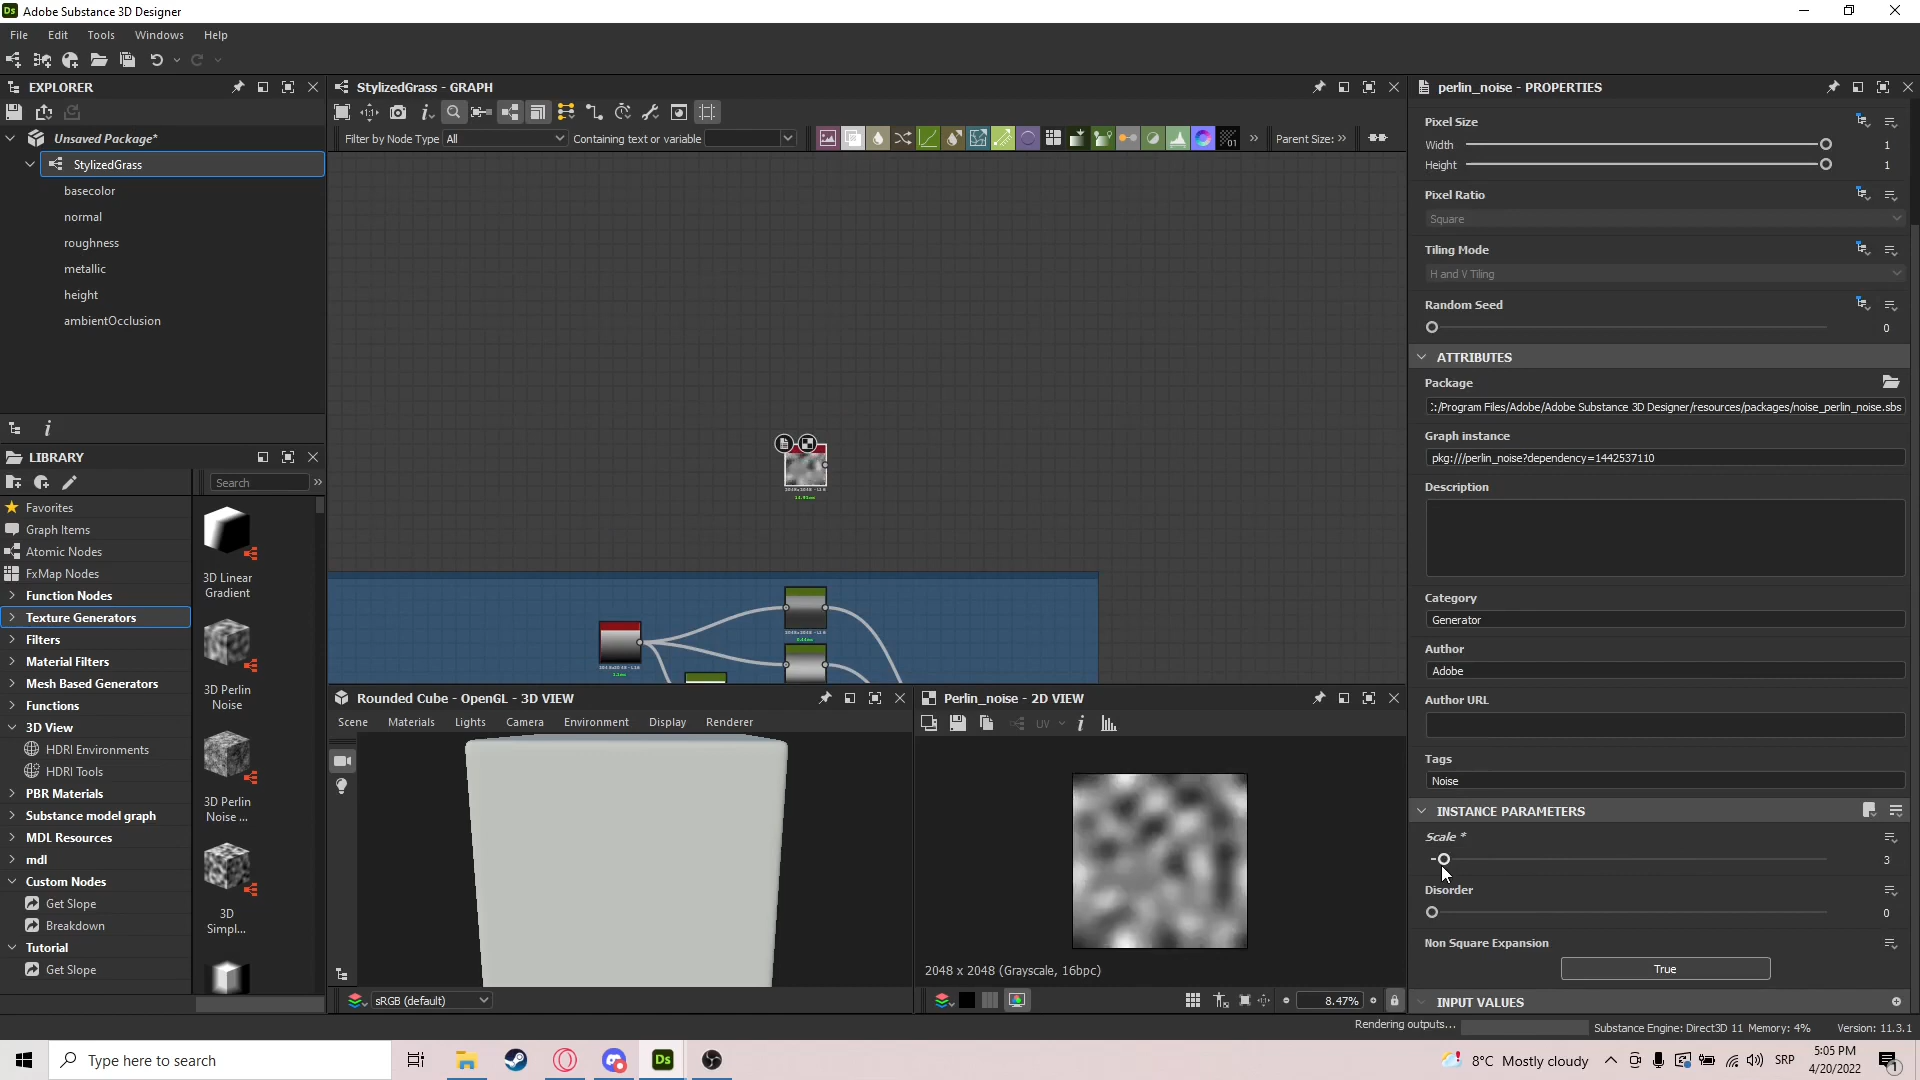 Adobe Substance 3D Designer
File Edit Tools Windows Help
EXPLORER
Unsaved Package*
StylizedGrass
basecolor
normal
roughness
metallic
height
ambientOcclusion
LIBRARY
Search
Favorites
Graph Items
Atomic Nodes
FxMap Nodes
Function Nodes
Texture Generators
Filters
Material Filters
Mesh Based Generators
Functions
3D View
HDRI Environments
HDRI Tools
PBR Materials
Substance model graph
MDL Resources
mdl
Custom Nodes
Get Slope
Breakdown
Tutorial
Get Slope
3D Linear
Gradient
3D Perlin
Noise
3D Perlin
Noise ...
3D
Simpl...
StylizedGrass - GRAPH
Filter by Node Type All Containing text or variable Parent Size:
Rounded Cube - OpenGL - 3D VIEW
Scene Materials Lights Camera Environment Display Renderer
sRGB (default)
Perlin_noise - 2D VIEW
UV
2048 x 2048 (Grayscale, 16bpc)
8.47%
perlin_noise - PROPERTIES
Pixel Size
Width 1
Height 1
Pixel Ratio
Square
Tiling Mode
H and V Tiling
Random Seed
0
ATTRIBUTES
Package
:/Program Files/Adobe/Adobe Substance 3D Designer/resources/packages/noise_perlin_noise.sbs
Graph instance
pkg:///perlin_noise?dependency=1442537110
Description
Category
Generator
Author
Adobe
Author URL
Tags
Noise
INSTANCE PARAMETERS
Scale *
3
Disorder
0
Non Square Expansion
True
INPUT VALUES
Rendering outputs... Substance Engine: Direct3D 11 Memory: 4% Version: 11.3.1
Type here to search
8°C Mostly cloudy
SRP
5:05 PM
4/20/2022